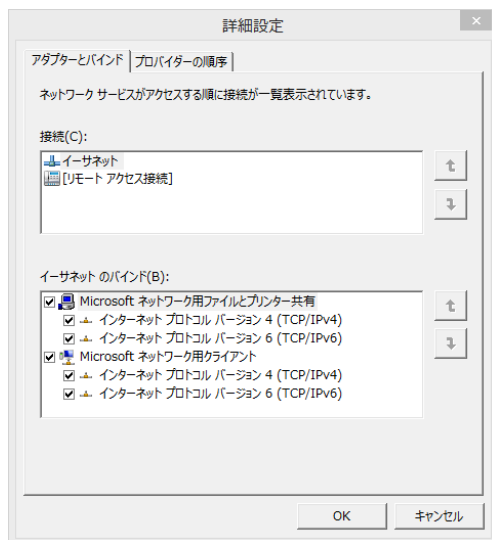 詳細設定
アダプターとバインド プロバイダーの順序
ネットワーク サービスがアクセスする順に接続が一覧表示されています。
接続(C):
イーサネット
[リモート アクセス接続]
イーサネット のバインド(B):
Microsoft ネットワーク用ファイルとプリンター共有
インターネット プロトコル バージョン 4 (TCP/IPv4)
インターネット プロトコル バージョン 6 (TCP/IPv6)
Microsoft ネットワーク用クライアント
インターネット プロトコル バージョン 4 (TCP/IPv4)
インターネット プロトコル バージョン 6 (TCP/IPv6)
OK キャンセル